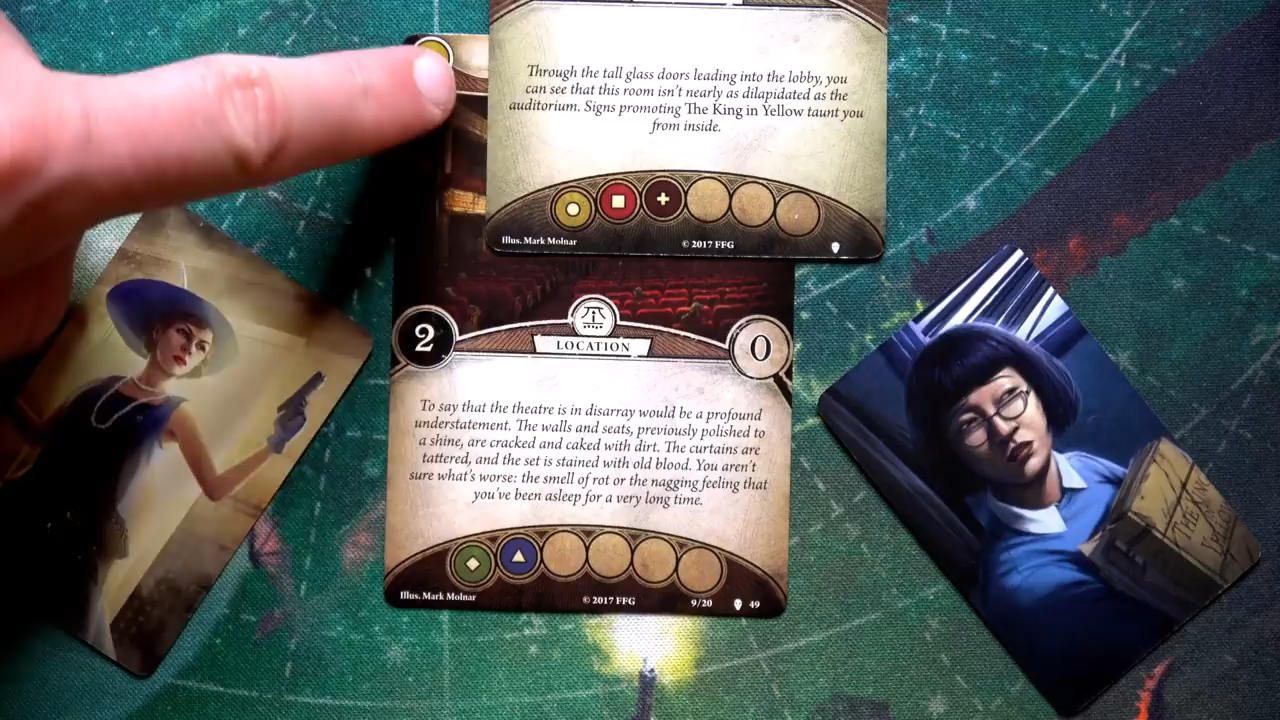 Through the tall glass doors leading into the lobby, you
can see that this room isn't nearly as dilapidated as the
auditorium. Signs promoting The King in Yellow taunt you
from inside.
Illus. Mark Molnar
© 2017 FFG
2
LOCATION
0
To say that the theatre is in disarray would be a profound
understatement. The walls and seats, previously polished to
a shine, are cracked and caked with dirt. The curtains are
tattered, and the set is stained with old blood. You aren't
sure what's worse: the smell of rot or the nagging feeling that
you've been asleep for a very long time.
Illus. Mark Molnar
© 2017 FFG
9/20
49
THE KING
IN
YELLOW